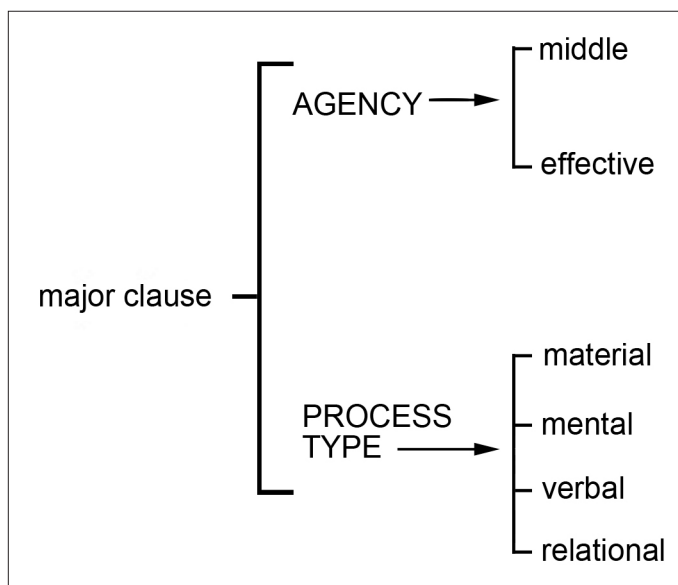 middle
AGENCY
effective
major clause
material
PROCESS
TYPE
mental
verbal
relational